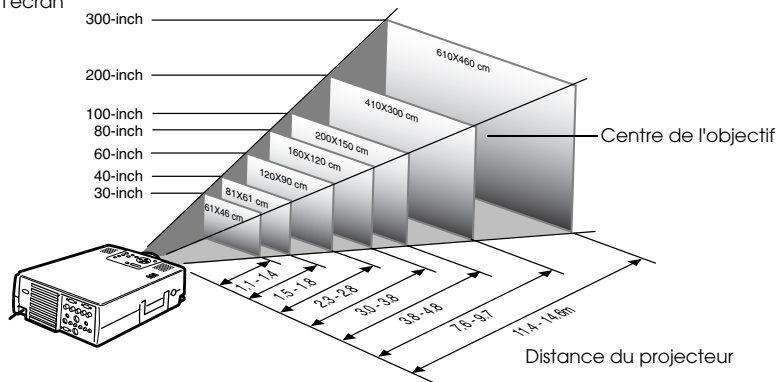 l'écran
300-inch
200-inch
100-inch
80-inch
60-inch
40-inch
30-inch
610X460 cm
410X300 cm
200X150 cm
160X120 cm
120X90 cm
81X61 cm
61X46 cm
Centre de l'objectif
1.1 - 1.4
1.5 - 1.8
2.3 - 2.8
3.0 - 3.8
3.8 - 4.8
7.6 - 9.7
11.4 - 14.6m
Distance du projecteur